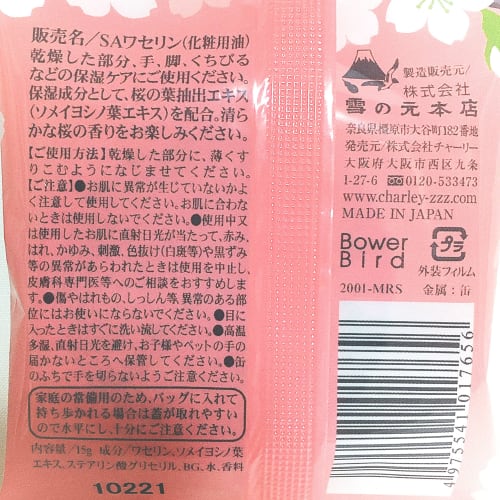 販売名/SAワセリン(化粧用油)
乾燥した部分、手、脚、くちびる
などの保湿ケアにご使用ください。
保湿成分として、桜の葉抽出エキス
(ソメイヨシノ葉エキス)を配合。清ら
かな桜の香りをお楽しみください。
【ご使用方法】乾燥した部分に、薄くす
りこむようになじませてください。
【ご注意】●お肌に異常が生じていないかよ
く注意して使用してください。お肌に合わな
いときは使用しないでください。●使用中又
は使用したお肌に直射日光が当たって、赤み、
はれ、かゆみ、刺激、色抜け(白斑等)や黒ずみ
等の異常があらわれたときは使用を中止し、
皮膚科専門医等へのご相談をおすすめします。
●傷やはれもの、しっしん等、異常のある部
位にはお使いにならないでください。●目に
入ったときはすぐに洗い流してください。●高温
多湿、直射日光を避け、お子様やペットの手の
届かないところへ保管してください。●缶
のふちで手を切らないようご注意ください。
家庭の常備用のため、バッグに入れて
持ち歩かれる場合は蓋が取れやすい
ので水平にし、十分にご注意ください。
内容量/15g 成分/ワセリン、ソメイヨシノ葉
エキス、ステアリン酸グリセリル、BG、水、香料
10221
製造販売元/
株式会社
雪の元本店
奈良県橿原市大谷町182番地
発売元/株式会社チャーリー
大阪府大阪市西区九条
1-27-6 0120-533473
www.charley-zzz.com
MADE IN JAPAN
Bower
Bird
プラ
外装フィルム
2001-MRS 金属:缶
4975541017656